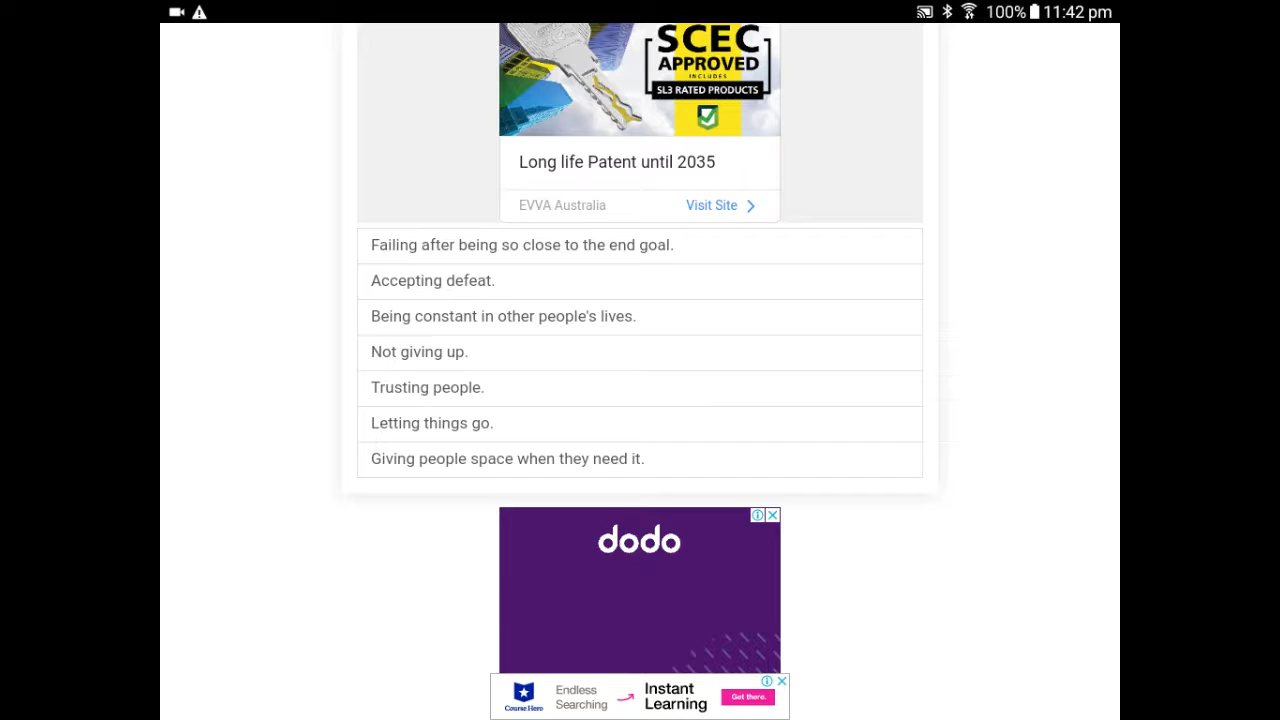 100% 11:42 pm
SCEC
APPROVED
INCLUDES
SL3 RATED PRODUCTS
Long life Patent until 2035
EVVA Australia Visit Site
Failing after being so close to the end goal.
Accepting defeat.
Being constant in other people's lives.
Not giving up.
Trusting people.
Letting things go.
Giving people space when they need it.
dodo
Course Hero
Endless
Searching
Instant
Learning
Get there.